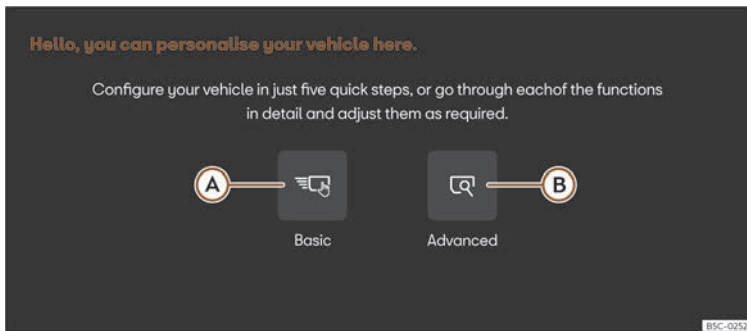 Hello, you can personalise your vehicle here.
Configure your vehicle in just five quick steps, or go through eachof the functions
in detail and adjust them as required.
A
B
Basic
Advanced
B5C-0252